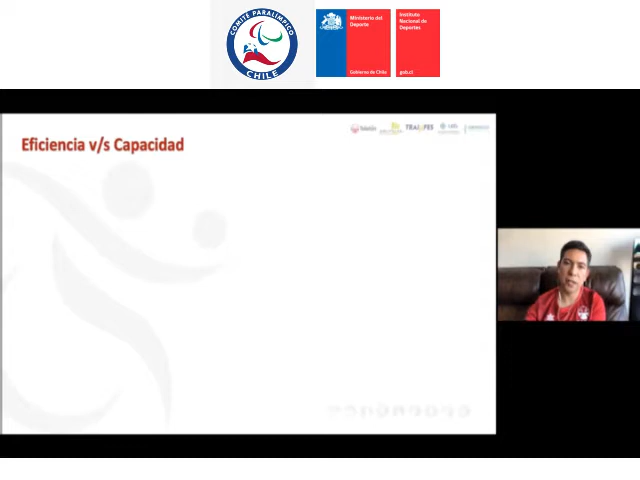 COMITÉ PARALÍMPICO
CHILE
Ministerio del
Deporte
Gobierno de Chile
Instituto
Nacional de
Deportes
gob.cl
Eficiencia v/s Capacidad